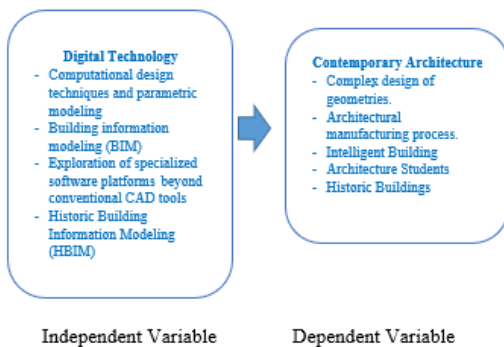 Digital Technology
- Computational design
techniques and parametric
modeling
- Building information
modeling (BIM)
- Exploration of specialized
software platforms beyond
conventional CAD tools
- Historic Building
Information Modeling
(HBIM)
Contemporary Architecture
- Complex design of
geometries.
- Architectural
manufacturing process.
- Intelligent Building
- Architecture Students
- Historic Buildings
Independent Variable
Dependent Variable